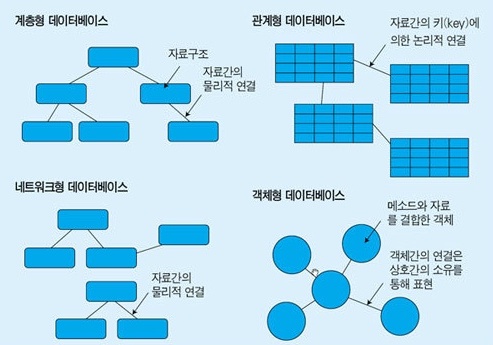 계층형 데이터베이스
자료구조
자료간의
물리적 연결
관계형 데이터베이스
자료간의 키(key)에
의한 논리적 연결
네트워크형 데이터베이스
자료간의
물리적 연결
객체형 데이터베이스
메소드와 자료
를 결합한 객체
객체간의 연결은
상호간의 소유를
통해 표현